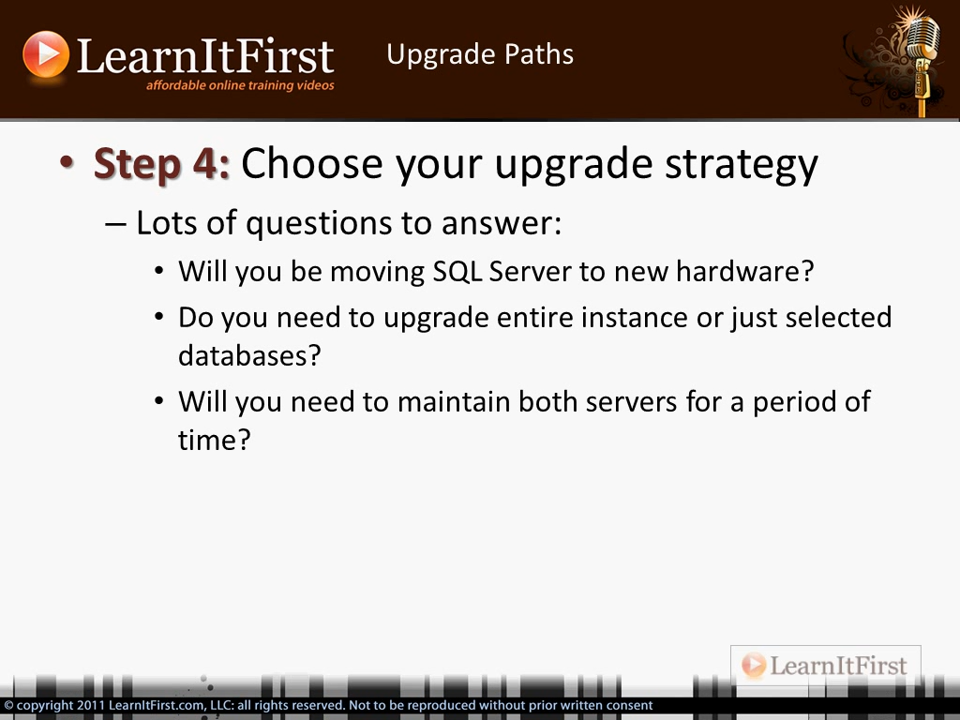 LearnItFirst
affordable online training videos
Upgrade Paths
• Step 4: Choose your upgrade strategy
– Lots of questions to answer:
• Will you be moving SQL Server to new hardware?
• Do you need to upgrade entire instance or just selected
databases?
• Will you need to maintain both servers for a period of
time?
LearnItFirst
© copyright 2011 LearnItFirst.com, LLC: all rights reserved. Not to be reproduced without prior written consent